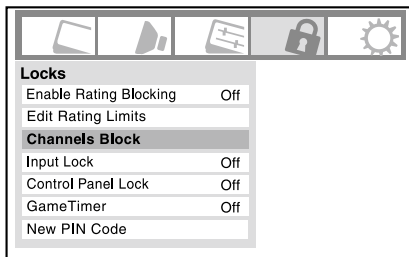 Locks
Enable Rating Blocking Off
Edit Rating Limits
Channels Block
Input Lock Off
Control Panel Lock Off
GameTimer Off
New PIN Code